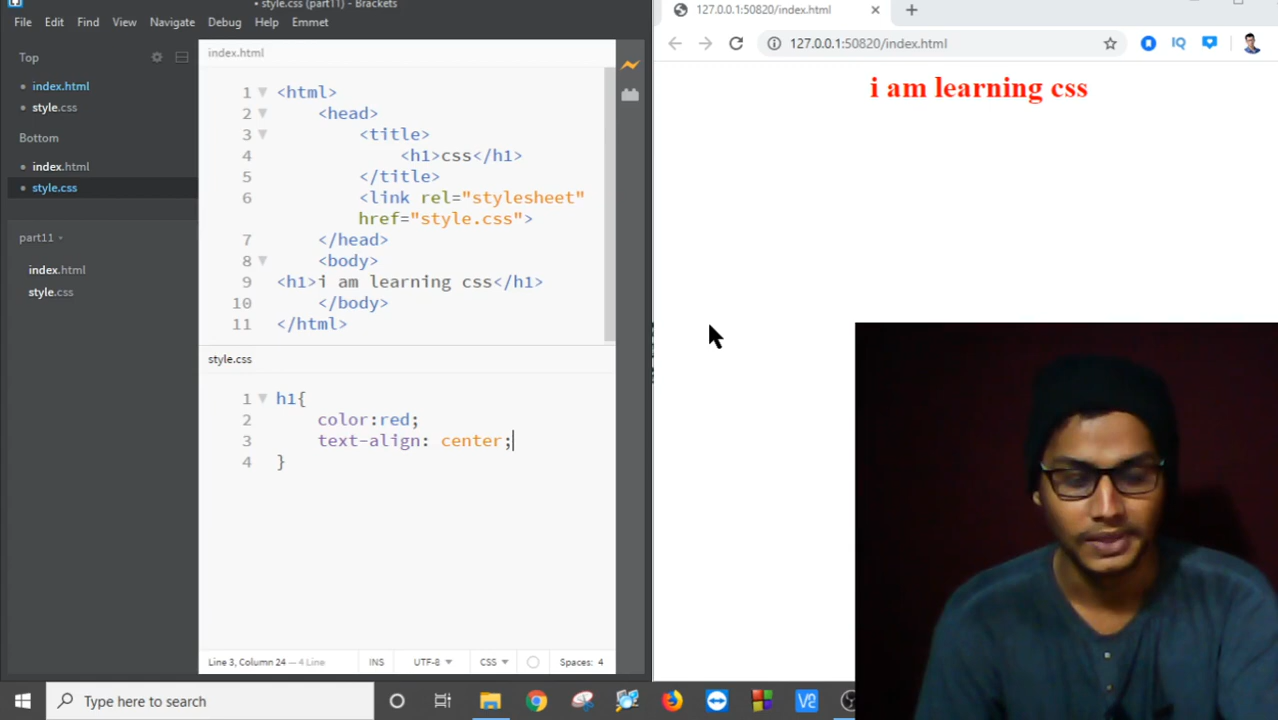 • style.css (part11) - Brackets
File Edit Find View Navigate Debug Help Emmet
Top
• index.html
• style.css
Bottom
• index.html
style.css
part11
index.html
style.css
index.html
1 <html>
2 <head>
3 <title>
4 <h1>css</h1>
5 </title>
6 <link rel="stylesheet"
href="style.css">
7 </head>
8 <body>
9 <h1>i am learning css</h1>
10 </body>
11 </html>
style.css
1 h1{
2 color:red;
3 text-align: center;
4 }
Line 3, Column 24 — 4 Line INS UTF-8 CSS Spaces: 4
127.0.0.1:50820/index.html
127.0.0.1:50820/index.html
IQ
i am learning css
Type here to search